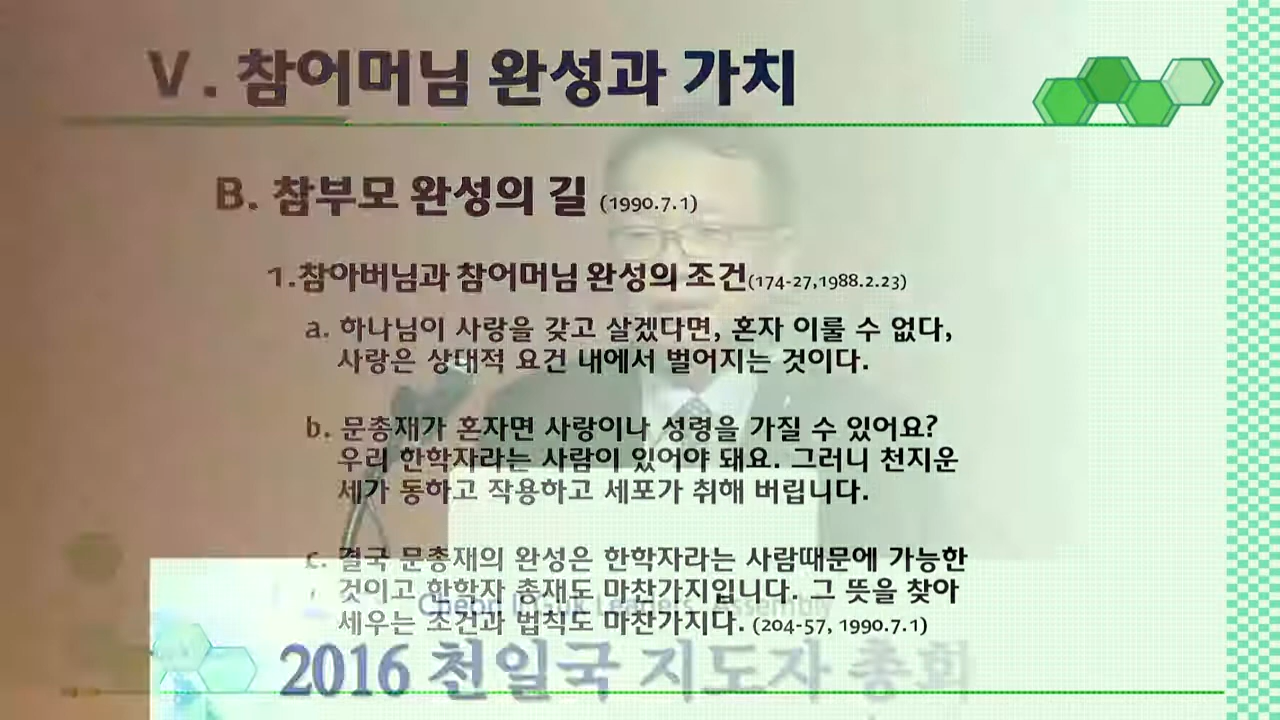 V. 참어머님 완성과 가치
B. 참부모 완성의 길 (1990.7.1)
1.참아버님과 참어머님 완성의 조건(174-27,1988.2.23)
a. 하나님이 사랑을 갖고 살겠다면, 혼자 이룰 수 없다,
사랑은 상대적 요건 내에서 벌어지는 것이다.
b. 문총재가 혼자면 사랑이나 성령을 가질 수 있어요?
우리 한학자라는 사람이 있어야 돼요. 그러니 천지운
세가 동하고 작용하고 세포가 취해 버립니다.
c. 결국 문총재의 완성은 한학자라는 사람때문에 가능한
것이고 한학자 총재도 마찬가지입니다. 그 뜻을 찾아
Cheon Il Guk Leaders' Assembly
세우는 조건과 법칙도 마찬가지다. (204-57, 1990.7.1)
2016 천일국 지도자 총회